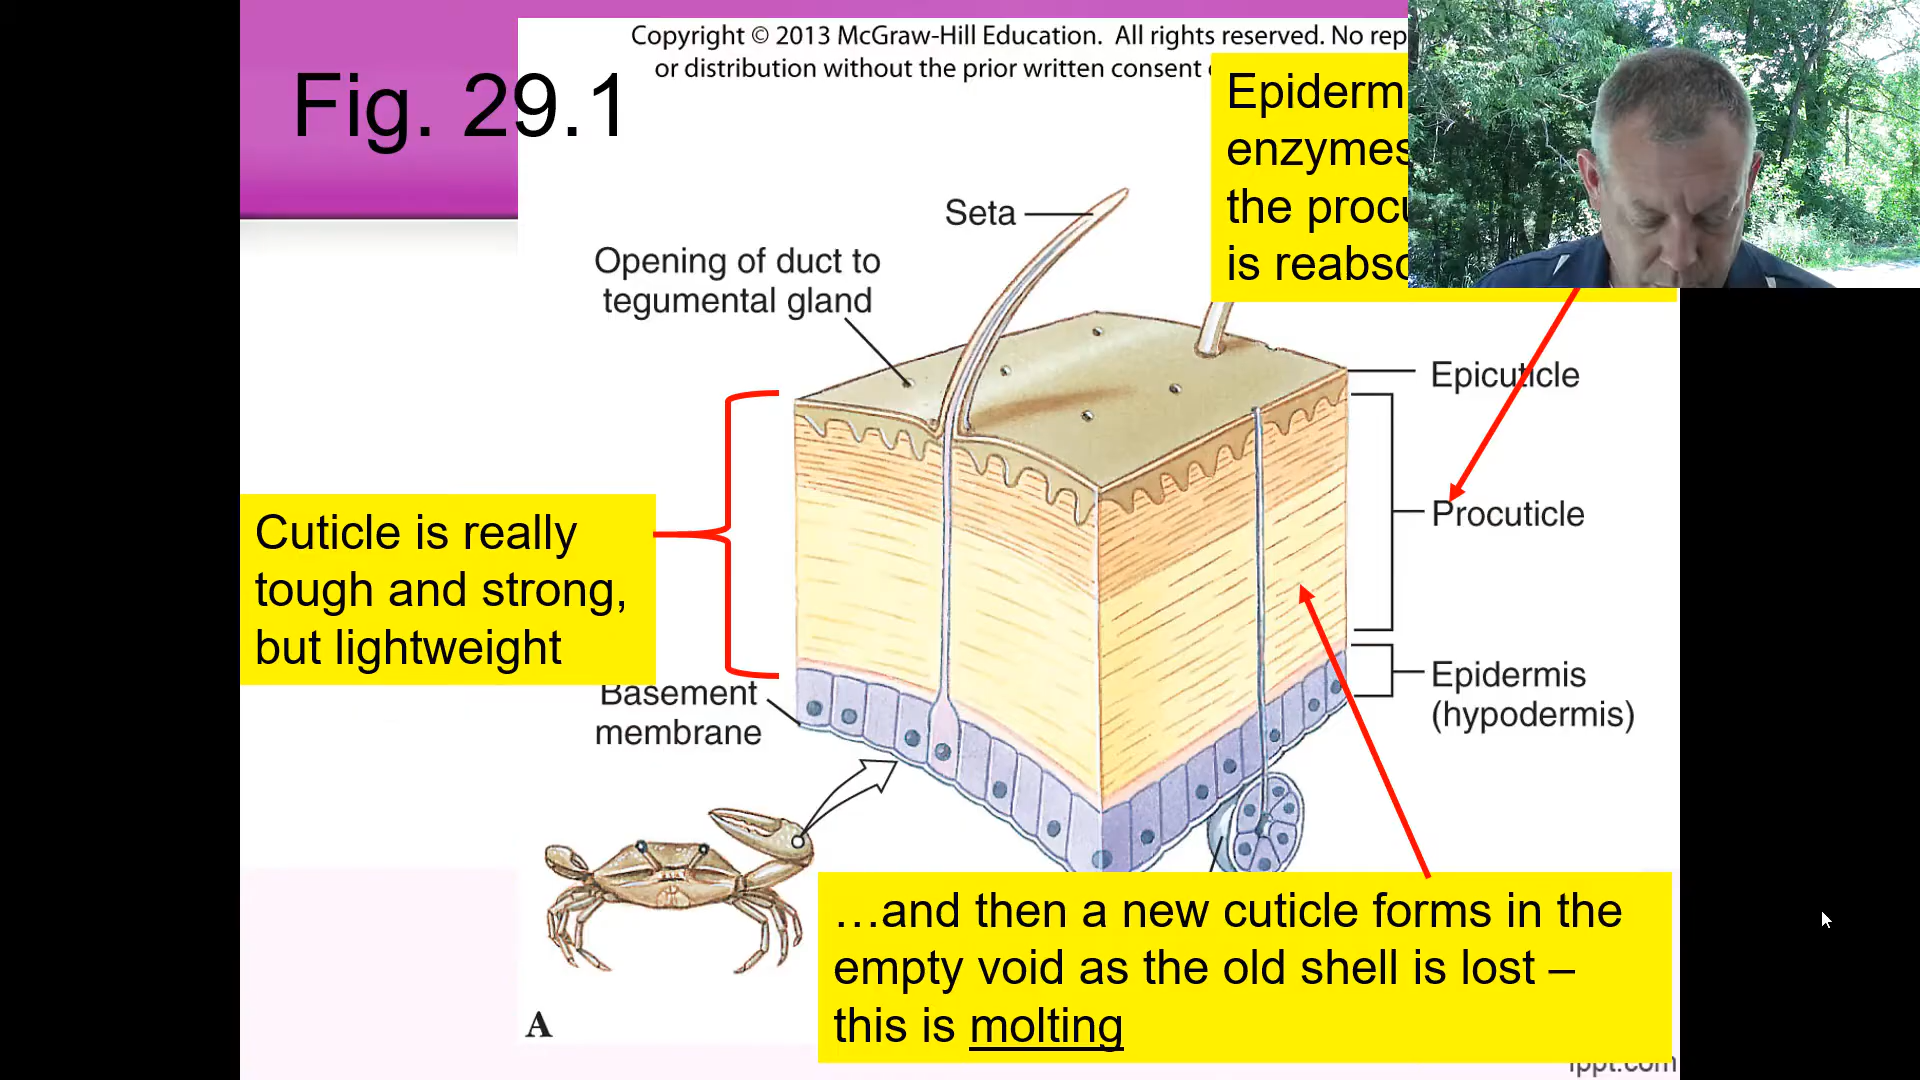 Copyright © 2013 McGraw-Hill Education. All rights reserved. No rep
or distribution without the prior written consent
Fig. 29.1
Epiderm
enzymes
the procu
is reabso
Seta
Opening of duct to
tegumental gland
Epicuticle
Procuticle
Cuticle is really
tough and strong,
but lightweight
Epidermis
(hypodermis)
Basement
membrane
…and then a new cuticle forms in the
empty void as the old shell is lost –
this is molting
A
fppt.com